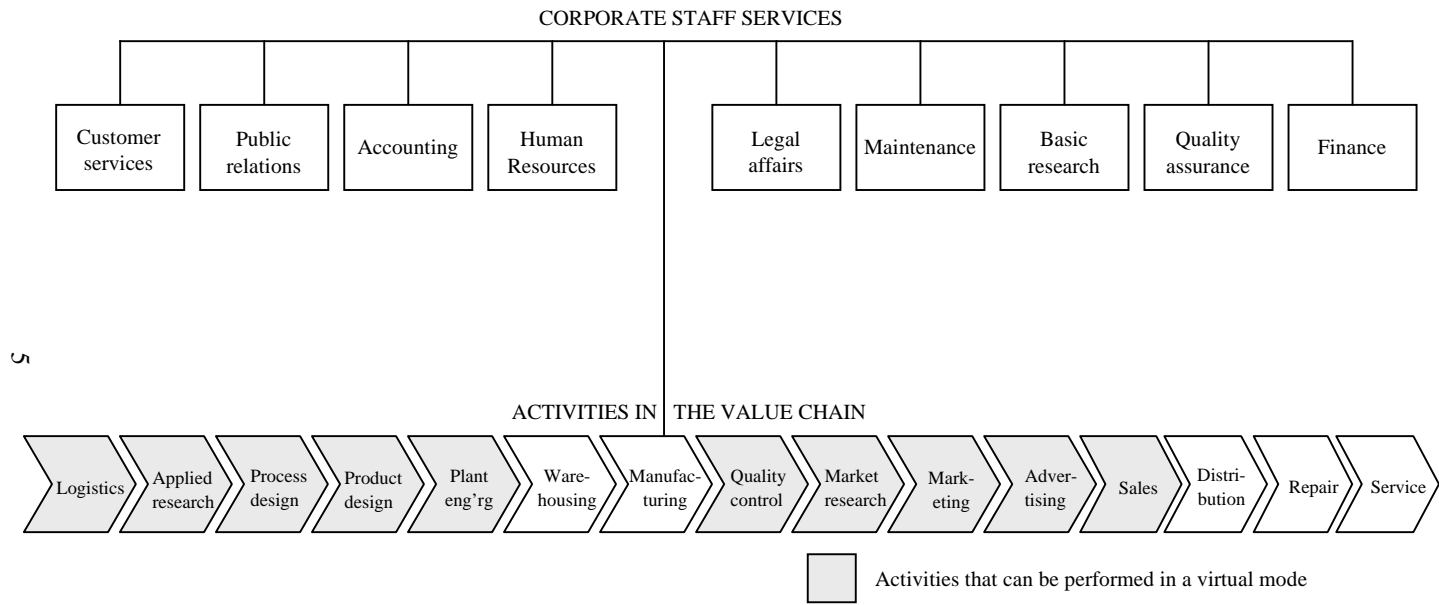 CORPORATE STAFF SERVICES
Customer
services
Public
relations
Accounting
Human
Resources
Legal
affairs
Maintenance
Basic
research
Quality
assurance
Finance
5
ACTIVITIES IN THE VALUE CHAIN
Logistics
Applied
research
Process
design
Product
design
Plant
eng'rg
Ware-
housing
Manufac-
turing
Quality
control
Market
research
Mark-
eting
Adver-
tising
Sales
Distri-
bution
Repair
Service
Activities that can be performed in a virtual mode